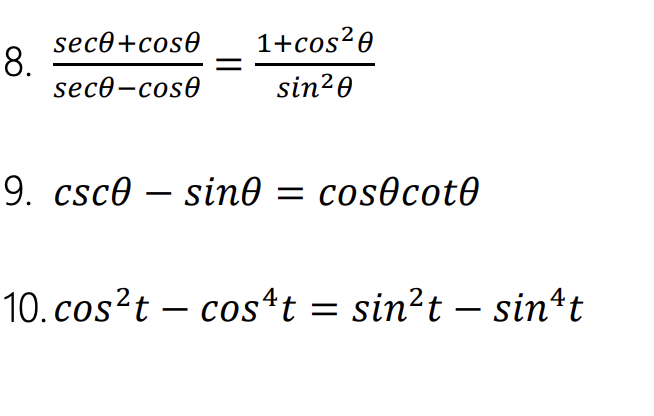 8. secθ+cosθ / secθ−cosθ = 1+cos²θ / sin²θ
9. cscθ − sinθ = cosθcotθ
10. cos²t − cos⁴t = sin²t − sin⁴t